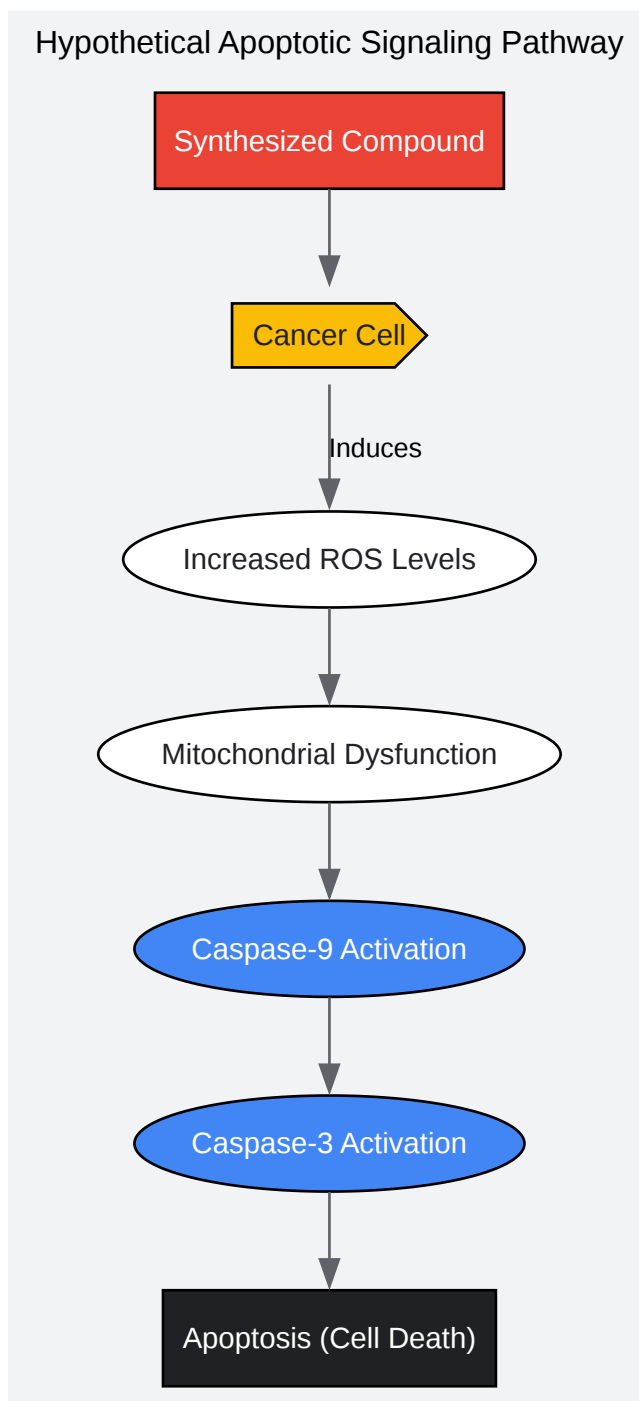 Hypothetical Apoptotic Signaling Pathway
Synthesized Compound
Cancer Cell
Induces
Increased ROS Levels
Mitochondrial Dysfunction
Caspase-9 Activation
Caspase-3 Activation
Apoptosis (Cell Death)